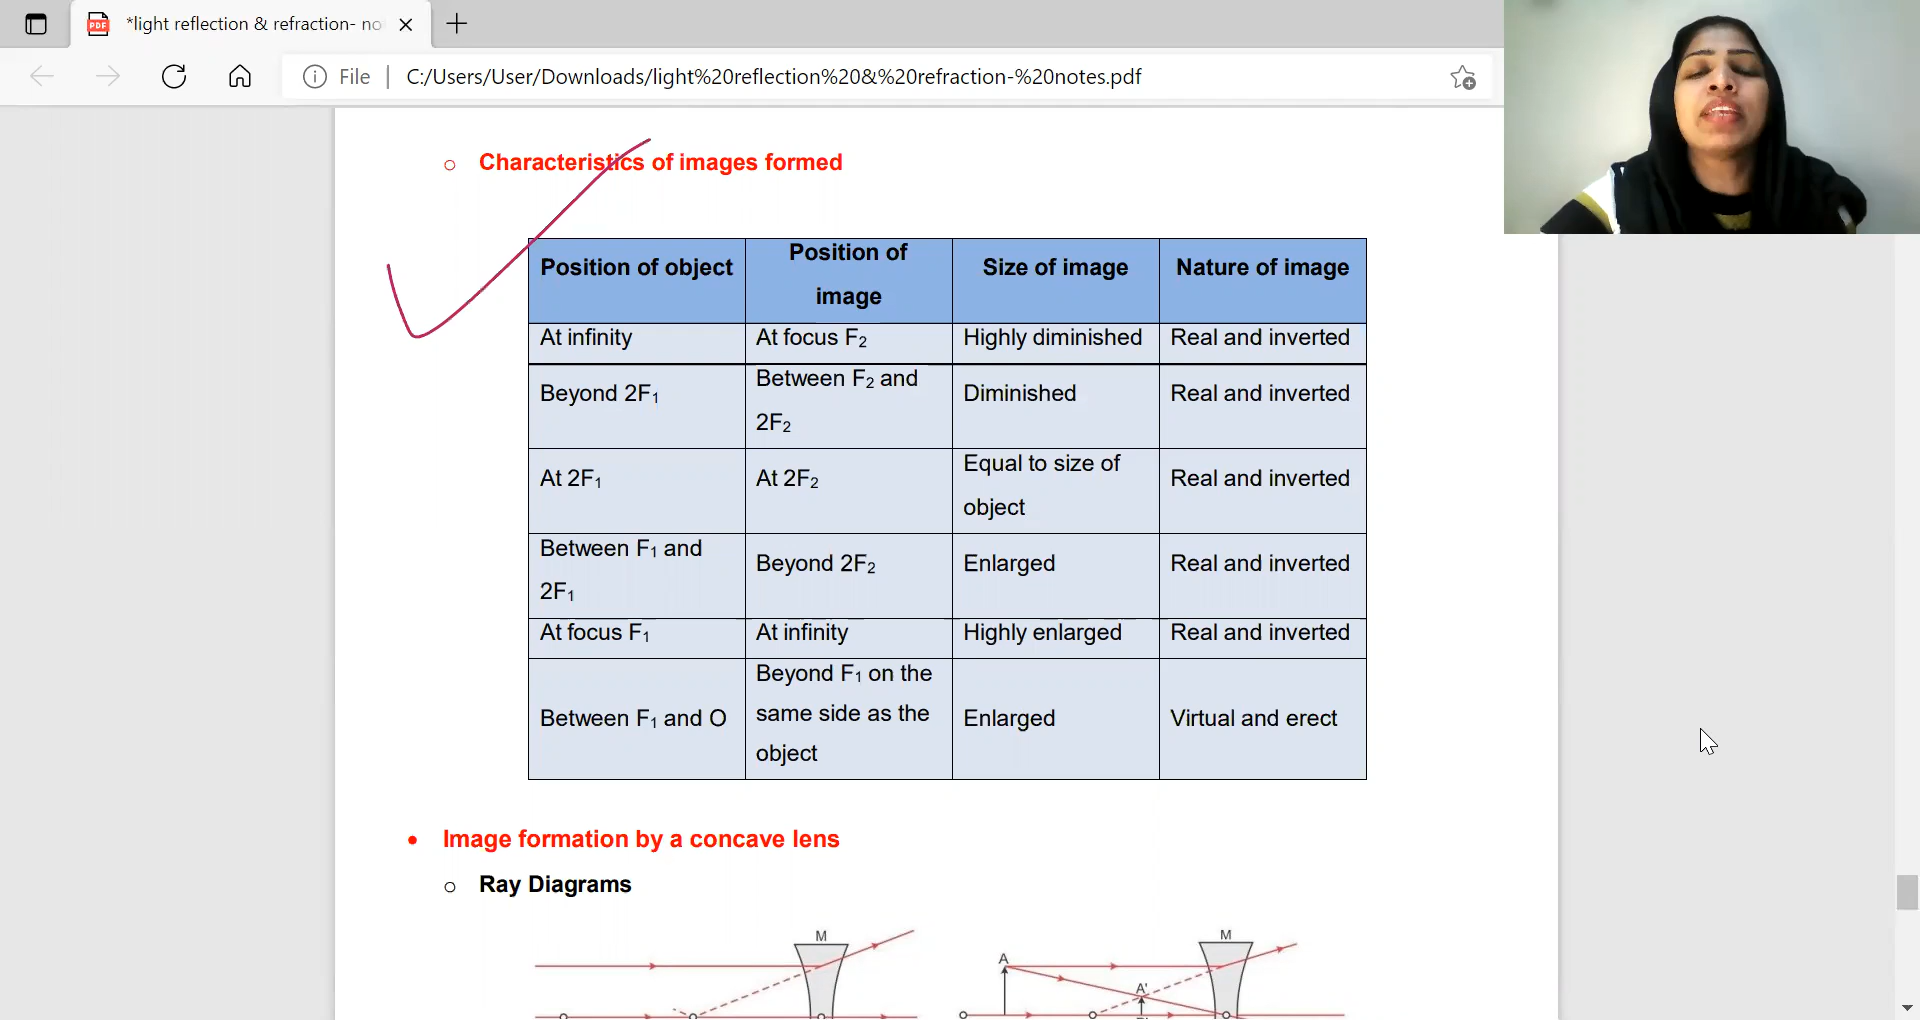 *light reflection & refraction- no
File
C:/Users/User/Downloads/light%20reflection%20&%20refraction-%20notes.pdf
Characteristics of images formed
Position of object
Position of
image
Size of image
Nature of image
At infinity
At focus F₂
Highly diminished
Real and inverted
Beyond 2F₁
Between F₂ and
2F₂
Diminished
Real and inverted
At 2F₁
At 2F₂
Equal to size of
object
Real and inverted
Between F₁ and
2F₁
Beyond 2F₂
Enlarged
Real and inverted
At focus F₁
At infinity
Highly enlarged
Real and inverted
Between F₁ and O
Beyond F₁ on the
same side as the
object
Enlarged
Virtual and erect
Image formation by a concave lens
Ray Diagrams
M
M
A
A'